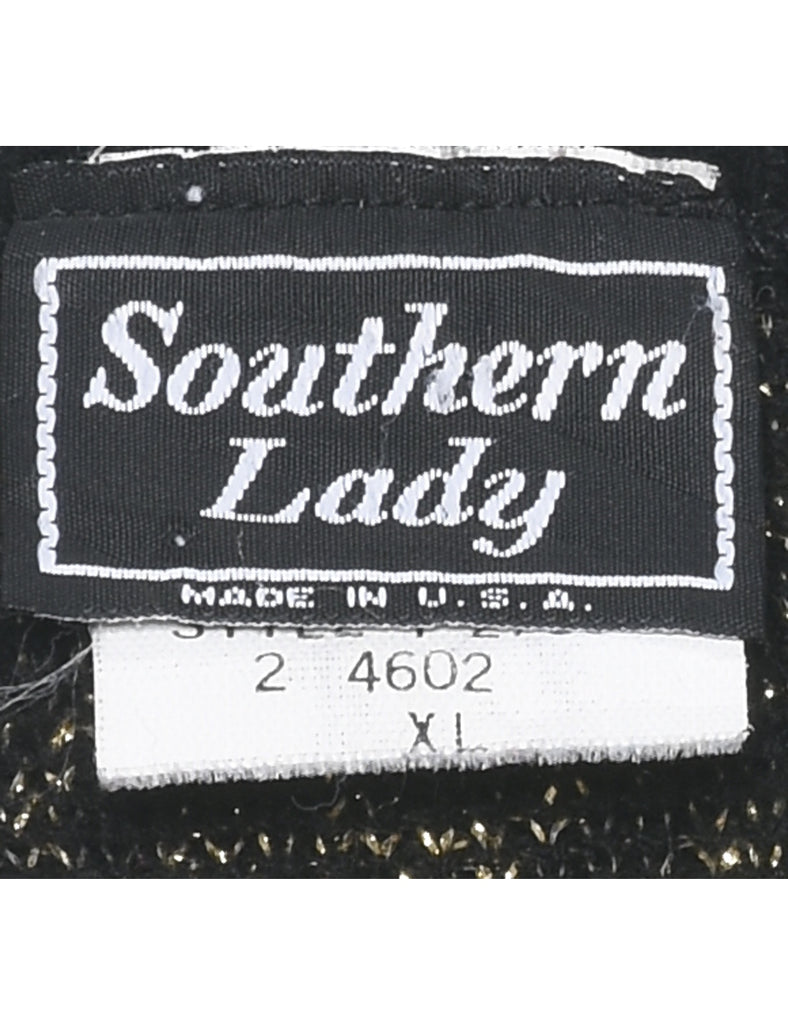 Southern
Lady
MADE IN U.S.A.
2 4602
XL